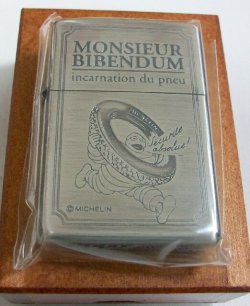 MONSIEUR
BIBENDUM
incarnation du pneu
Sécurité
absolue!
©MICHELIN